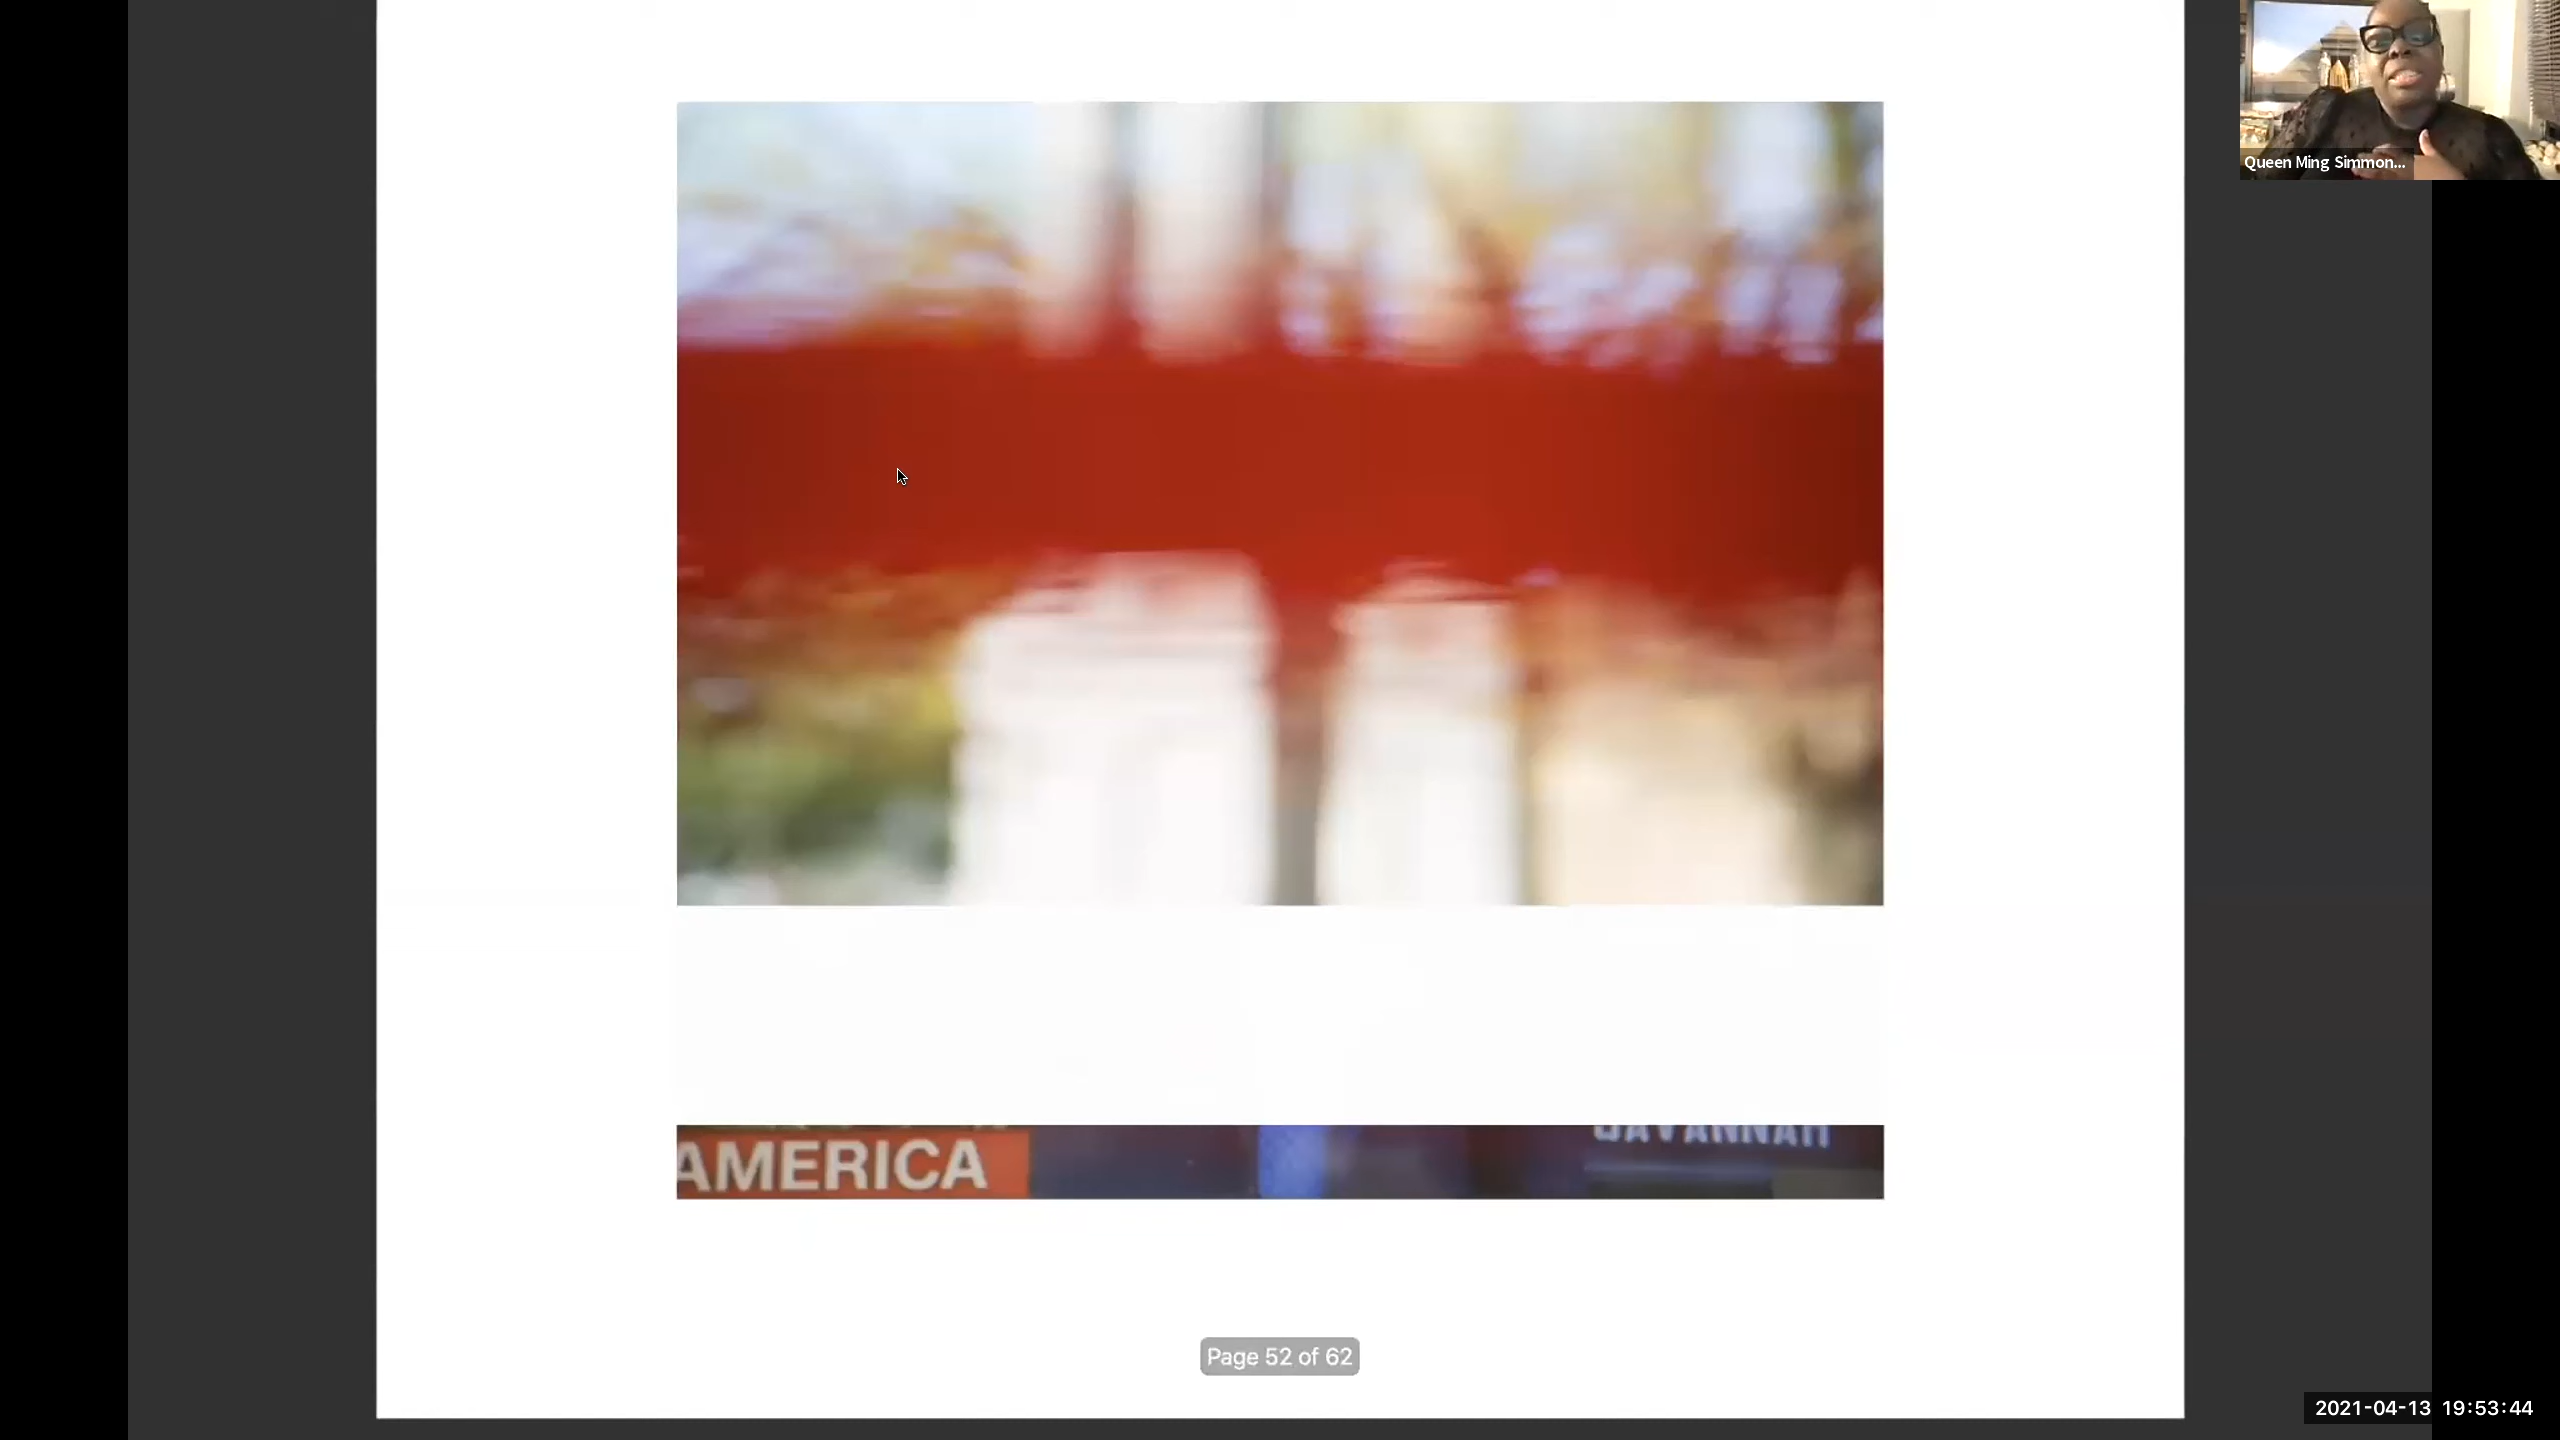 Queen Ming Simmon...
SAVANNAH
AMERICA
Page 52 of 62
2021-04-13 19:53:44